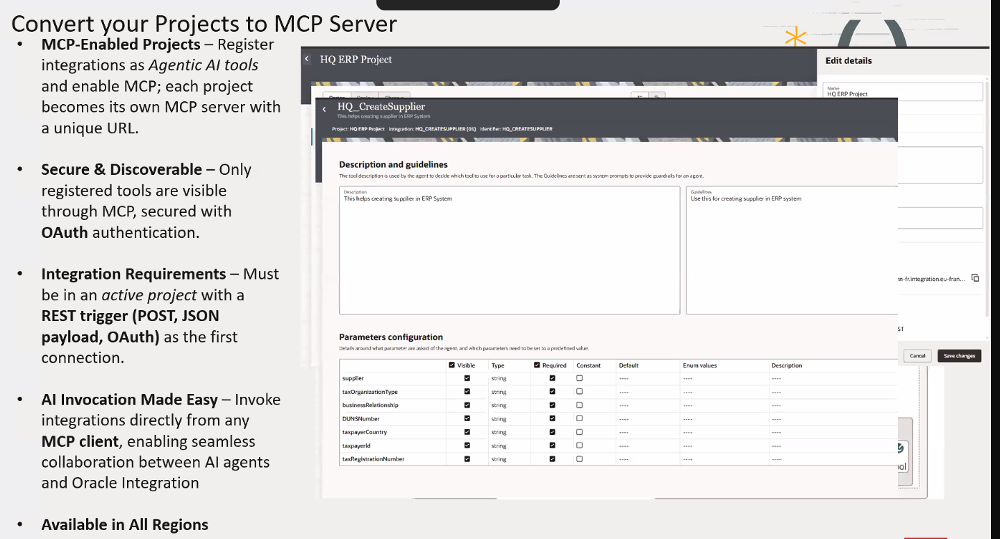 Convert your Projects to MCP Server
• MCP-Enabled Projects – Register
integrations as Agentic AI tools
and enable MCP; each project
becomes its own MCP server with
a unique URL.
• Secure & Discoverable – Only
registered tools are visible
through MCP, secured with
OAuth authentication.
• Integration Requirements – Must
be in an active project with a
REST trigger (POST, JSON
payload, OAuth) as the first
connection.
• AI Invocation Made Easy – Invoke
integrations directly from any
MCP client, enabling seamless
collaboration between AI agents
and Oracle Integration
• Available in All Regions
HQ ERP Project
HQ_CreateSupplier
This helps creating supplier in ERP System
Project: HQ ERP Project Integration: HQ_CREATESUPPLIER (01) Identifier: HQ_CREATESUPPLIER
Description and guidelines
The tool description is used by the agent to decide which tool to use for a particular task. The Guidelines are sent as system prompts to provide guardrails for an agent.
Description
This helps creating supplier in ERP System
Guidelines
Use this for creating supplier in ERP system
Parameters configuration
Details around what parameter are asked of the agent, and which parameters need to be set to a predefined value.
Visible Type Required Constant Default Enum values Description
supplier string ---- ---- ----
taxOrganizationType string ---- ---- ----
businessRelationship string ---- ---- ----
DUNSNumber string ---- ---- ----
taxpayerCountry string ---- ---- ----
taxpayerId string ---- ---- ----
taxRegistrationNumber string ---- ---- ----
Edit details
Name
HQ ERP Project
n-fr.integration.eu-fran...
ST
Cancel Save changes
ool